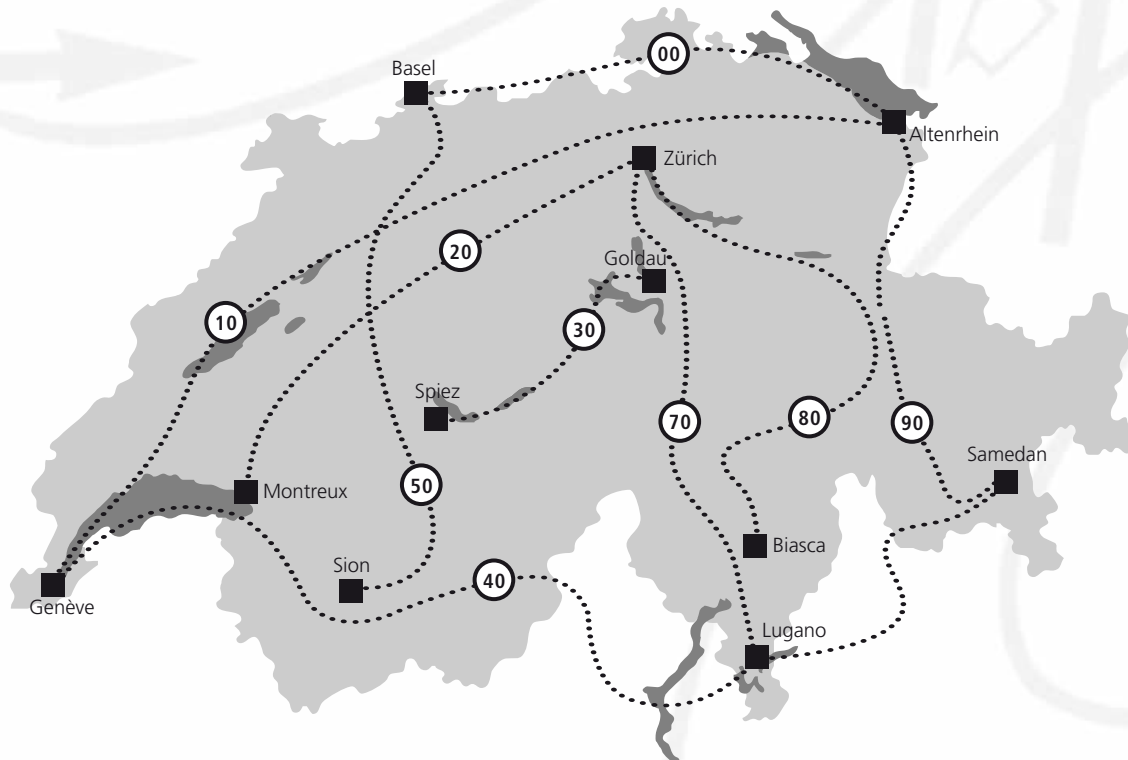 00
Basel
Altenrhein
Zürich
20
Goldau
10
30
Spiez
70
80
90
Samedan
Montreux
50
Biasca
Sion
40
Genève
Lugano